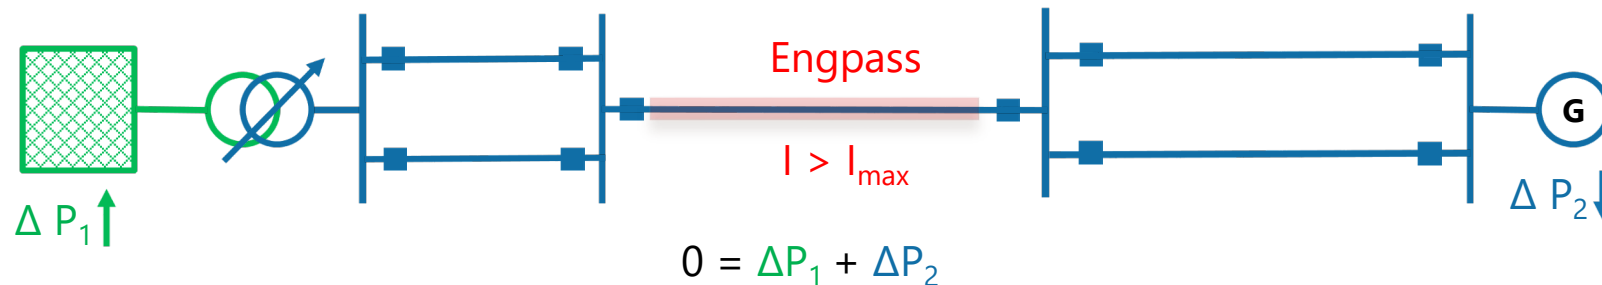 Engpass
G
I > Imax
Δ P1
Δ P2
0 = ΔP1 + ΔP2